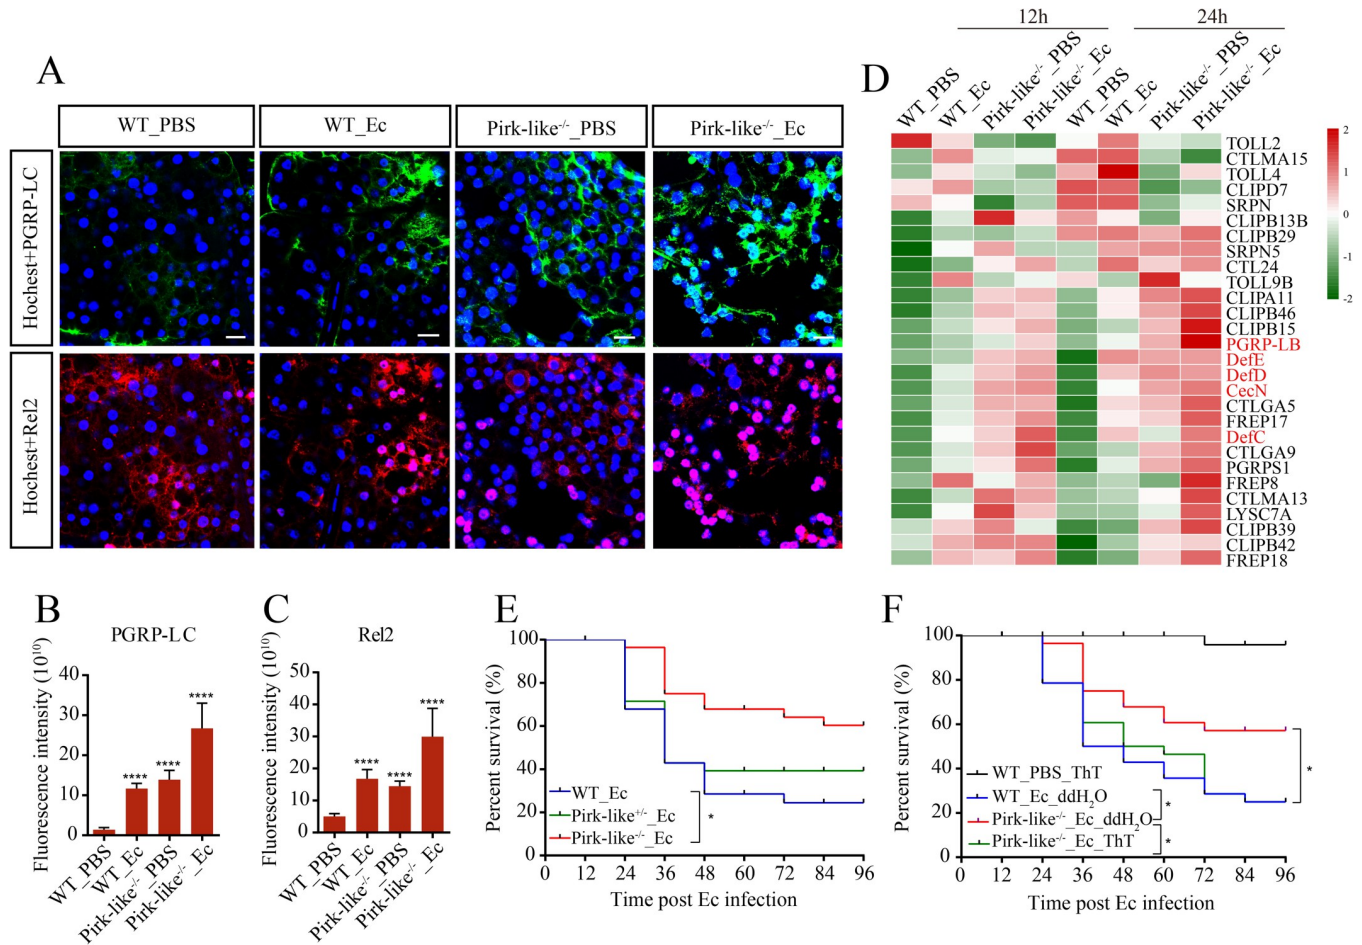 A
WT_PBS
WT_Ec
Pirk-like-/-_PBS
Pirk-like-/-_Ec
Hochest+PGRP-LC
Hochest+Rel2
B
PGRP-LC
Fluorescence intensity (10¹⁰)
40
30
20
10
0
****
****
****
WT_PBS
WT_Ec
Pirk-like-/-_PBS
Pirk-like-/-_Ec
C
Rel2
Fluorescence intensity (10¹⁰)
50
40
30
20
10
0
****
****
****
WT_PBS
WT_Ec
Pirk-like-/-_PBS
Pirk-like-/-_Ec
D
12h
24h
WT_PBS
WT_Ec
Pirk-like-/-_PBS
Pirk-like-/-_Ec
WT_PBS
WT_Ec
Pirk-like-/-_PBS
Pirk-like-/-_Ec
TOLL2
CTLMA15
TOLL4
CLIPD7
SRPN
CLIPB13B
CLIPB29
SRPN5
CTL24
TOLL9B
CLIPA11
CLIPB46
CLIPB15
PGRP-LB
DefE
DefD
CecN
CTLGA5
FREP17
DefC
CTLGA9
PGRPS1
FREP8
CTLMA13
LYSC7A
CLIPB39
CLIPB42
FREP18
2
1
0
-1
-2
E
Percent survival (%)
100
80
60
40
20
0
WT_Ec
Pirk-like+/-_Ec
Pirk-like-/-_Ec
*
0 12 24 36 48 60 72 84 96
Time post Ec infection
F
Percent survival (%)
100
80
60
40
20
0
WT_PBS_ThT
WT_Ec_ddH₂O
Pirk-like-/-_Ec_ddH₂O
Pirk-like-/-_Ec_ThT
*
*
*
0 12 24 36 48 60 72 84 96
Time post Ec infection